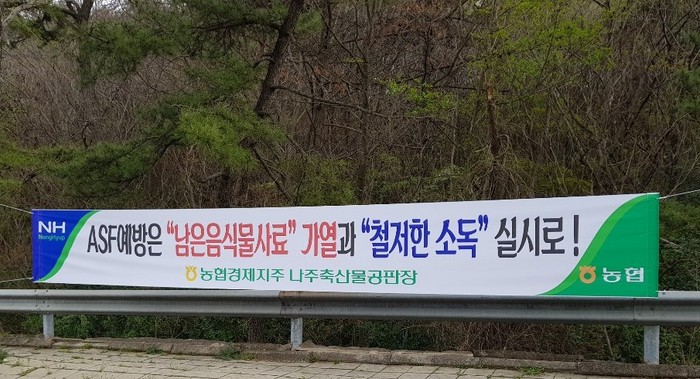 NH
Nonghyup
ASF예방은 "남은음식물사료" 가열과 "철저한 소독" 실시로!
농협경제지주 나주축산물공판장
농협